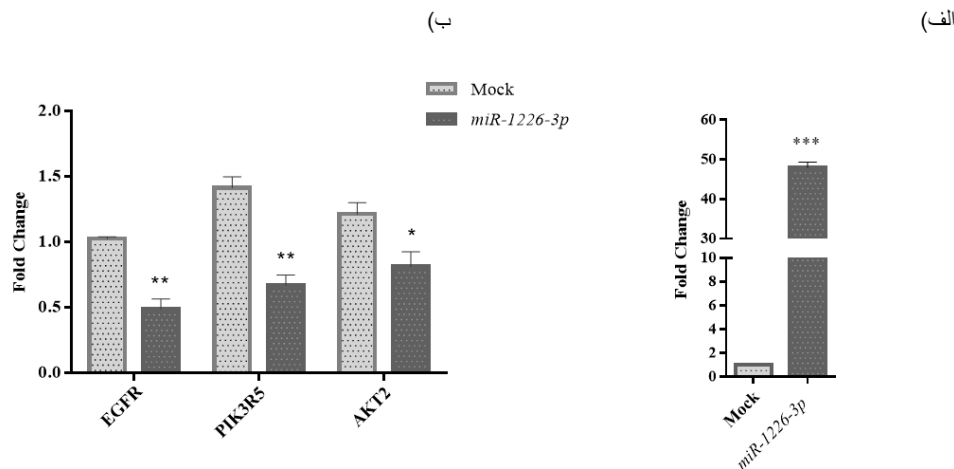 الف)
ب)
Mock
miR-1226-3p
Fold Change
2.0
1.5
1.0
0.5
0.0
**
**
*
EGFR
PIK3R5
AKT2
Fold Change
60
50
40
30
10
8
6
4
2
0
***
Mock
miR-1226-3p